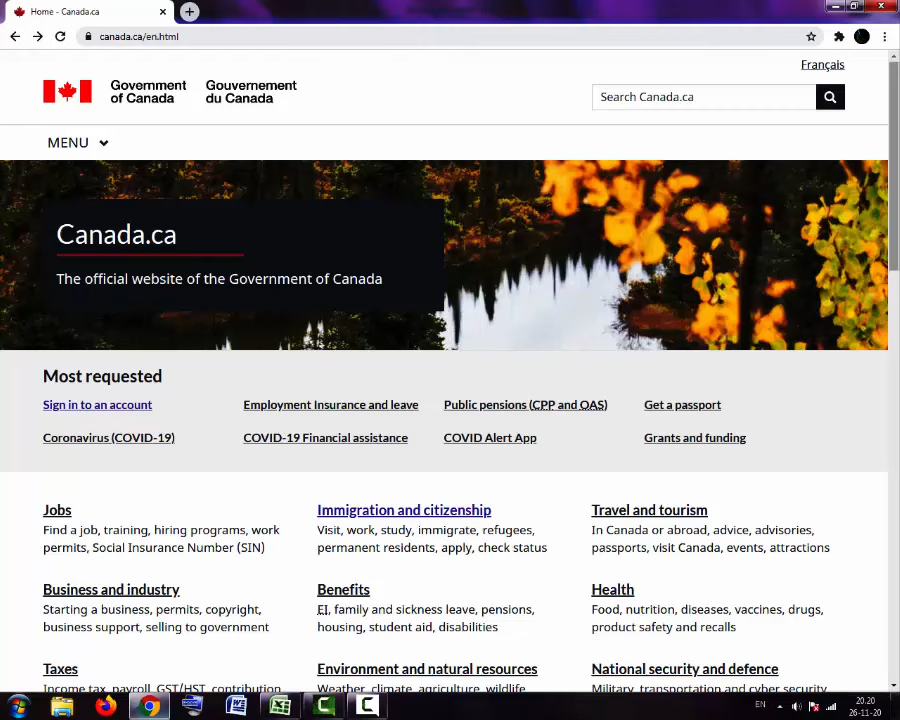 Home - Canada.ca
canada.ca/en.html
Français
Government of Canada
Gouvernement du Canada
Search Canada.ca
MENU
Canada.ca
The official website of the Government of Canada
Most requested
Sign in to an account
Employment Insurance and leave
Public pensions (CPP and OAS)
Get a passport
Coronavirus (COVID-19)
COVID-19 Financial assistance
COVID Alert App
Grants and funding
Jobs
Find a job, training, hiring programs, work
permits, Social Insurance Number (SIN)
Immigration and citizenship
Visit, work, study, immigrate, refugees,
permanent residents, apply, check status
Travel and tourism
In Canada or abroad, advice, advisories,
passports, visit Canada, events, attractions
Business and industry
Starting a business, permits, copyright,
business support, selling to government
Benefits
EI, family and sickness leave, pensions,
housing, student aid, disabilities
Health
Food, nutrition, diseases, vaccines, drugs,
product safety and recalls
Taxes
Income tax, payroll, GST/HST, contribution
Environment and natural resources
Weather, climate, agriculture, wildlife,
National security and defence
Military, transportation and cyber security,
EN
20.20
26-11-20